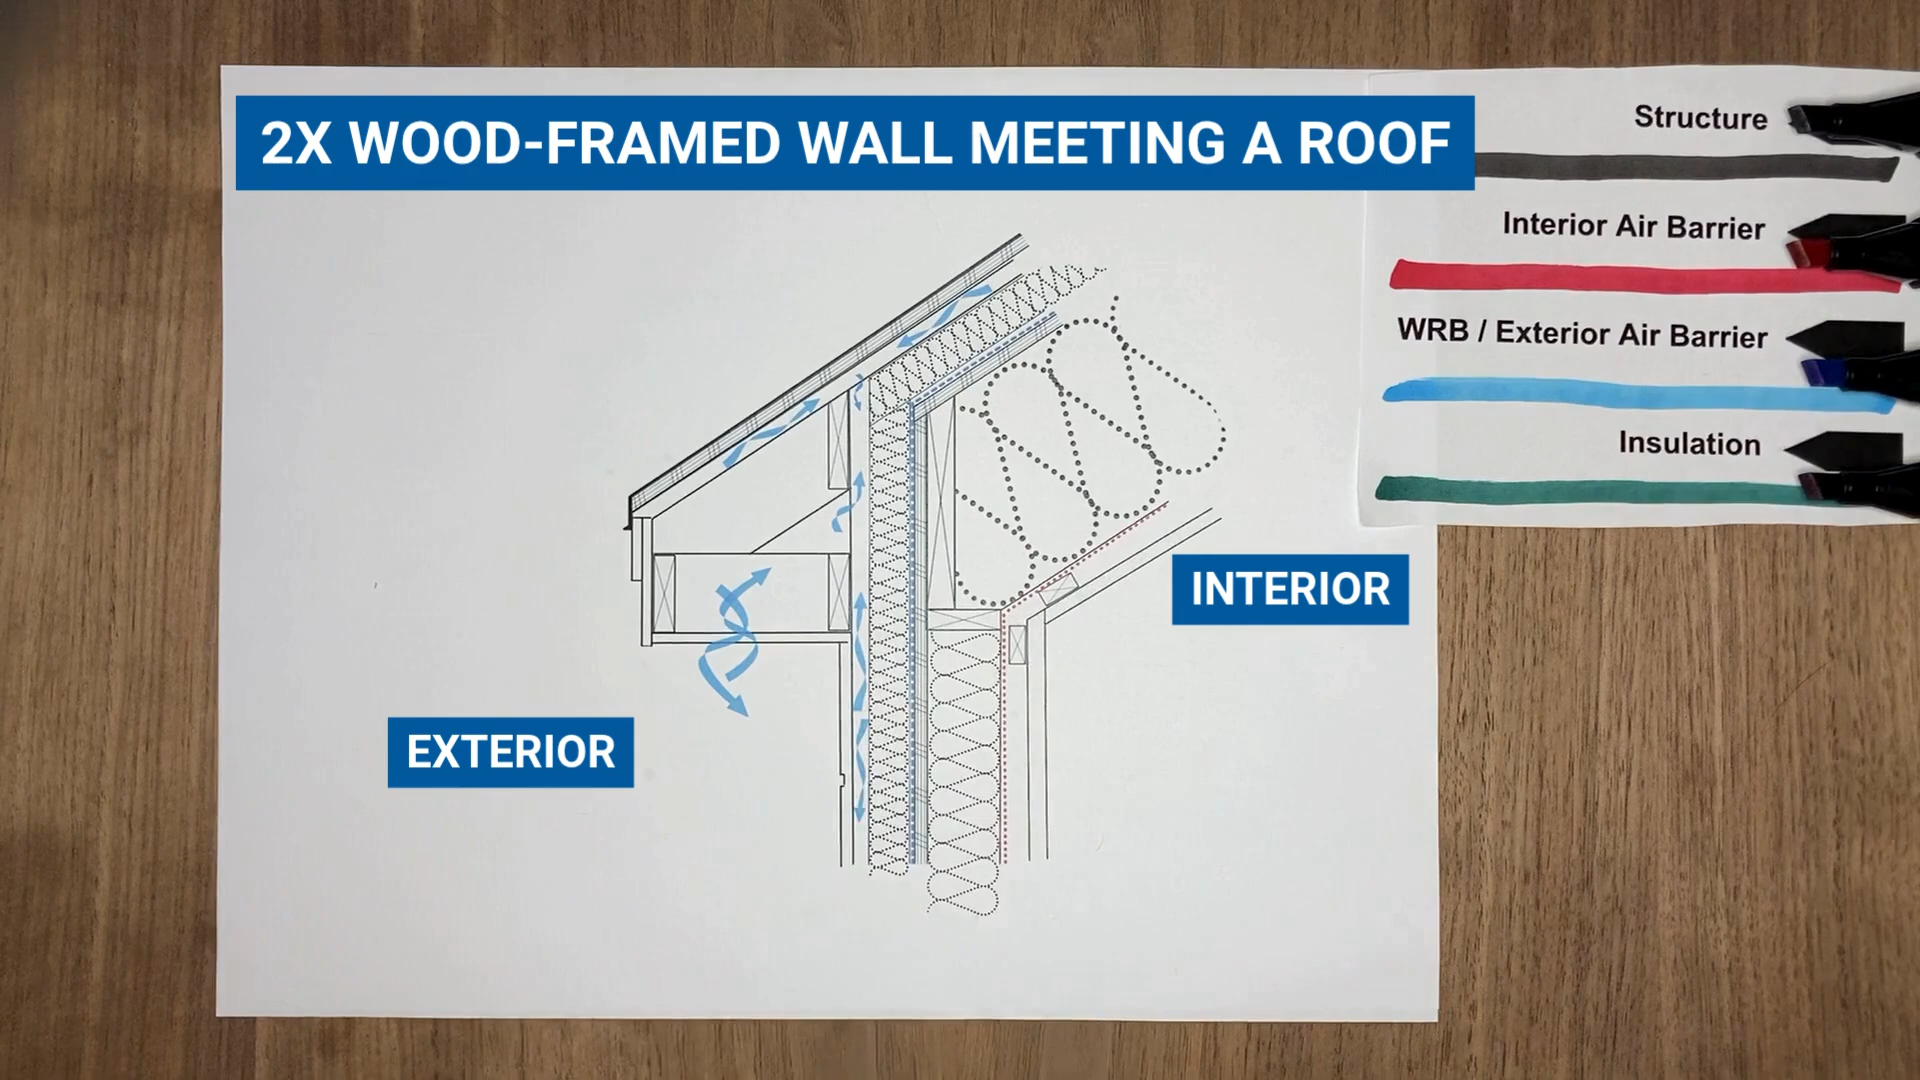 2X WOOD-FRAMED WALL MEETING A ROOF
Structure
Interior Air Barrier
WRB / Exterior Air Barrier
Insulation
INTERIOR
EXTERIOR